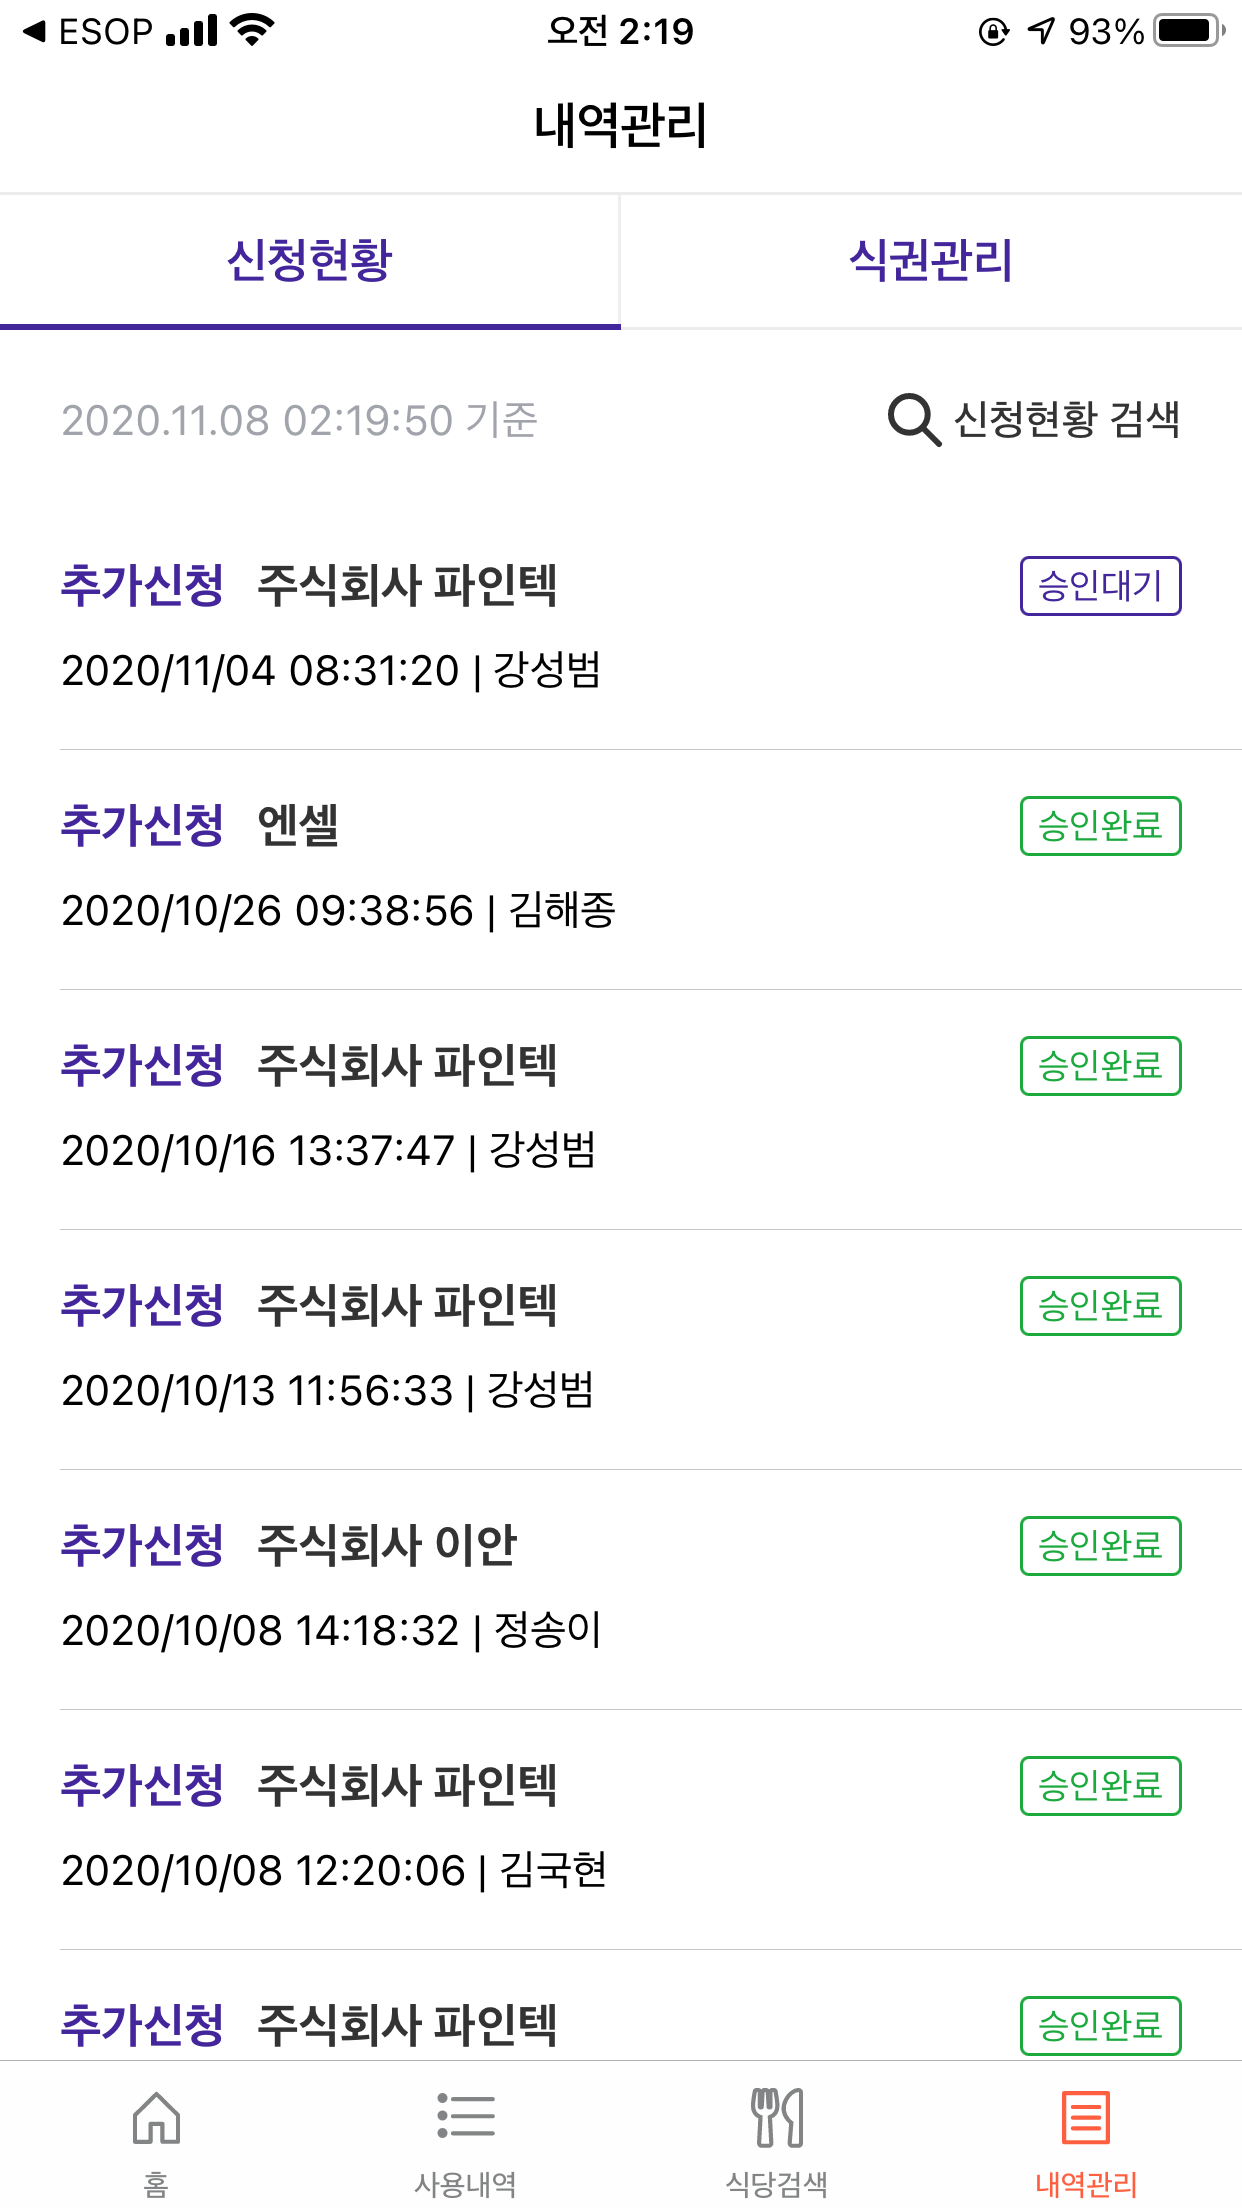 ◀ ESOP 오전 2:19 93%
내역관리
신청현황 식권관리
2020.11.08 02:19:50 기준 신청현황 검색
추가신청 주식회사 파인텍 승인대기
2020/11/04 08:31:20 | 강성범
추가신청 엔셀 승인완료
2020/10/26 09:38:56 | 김해종
추가신청 주식회사 파인텍 승인완료
2020/10/16 13:37:47 | 강성범
추가신청 주식회사 파인텍 승인완료
2020/10/13 11:56:33 | 강성범
추가신청 주식회사 이안 승인완료
2020/10/08 14:18:32 | 정송이
추가신청 주식회사 파인텍 승인완료
2020/10/08 12:20:06 | 김국현
추가신청 주식회사 파인텍 승인완료
홈 사용내역 식당검색 내역관리